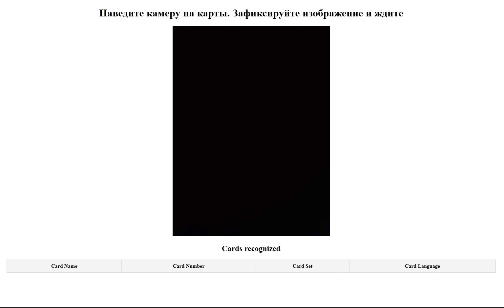 Наведите камеру на карты. Зафиксируйте изображение и ждите
Cards recognized
Card Name Card Number Card Set Card Language